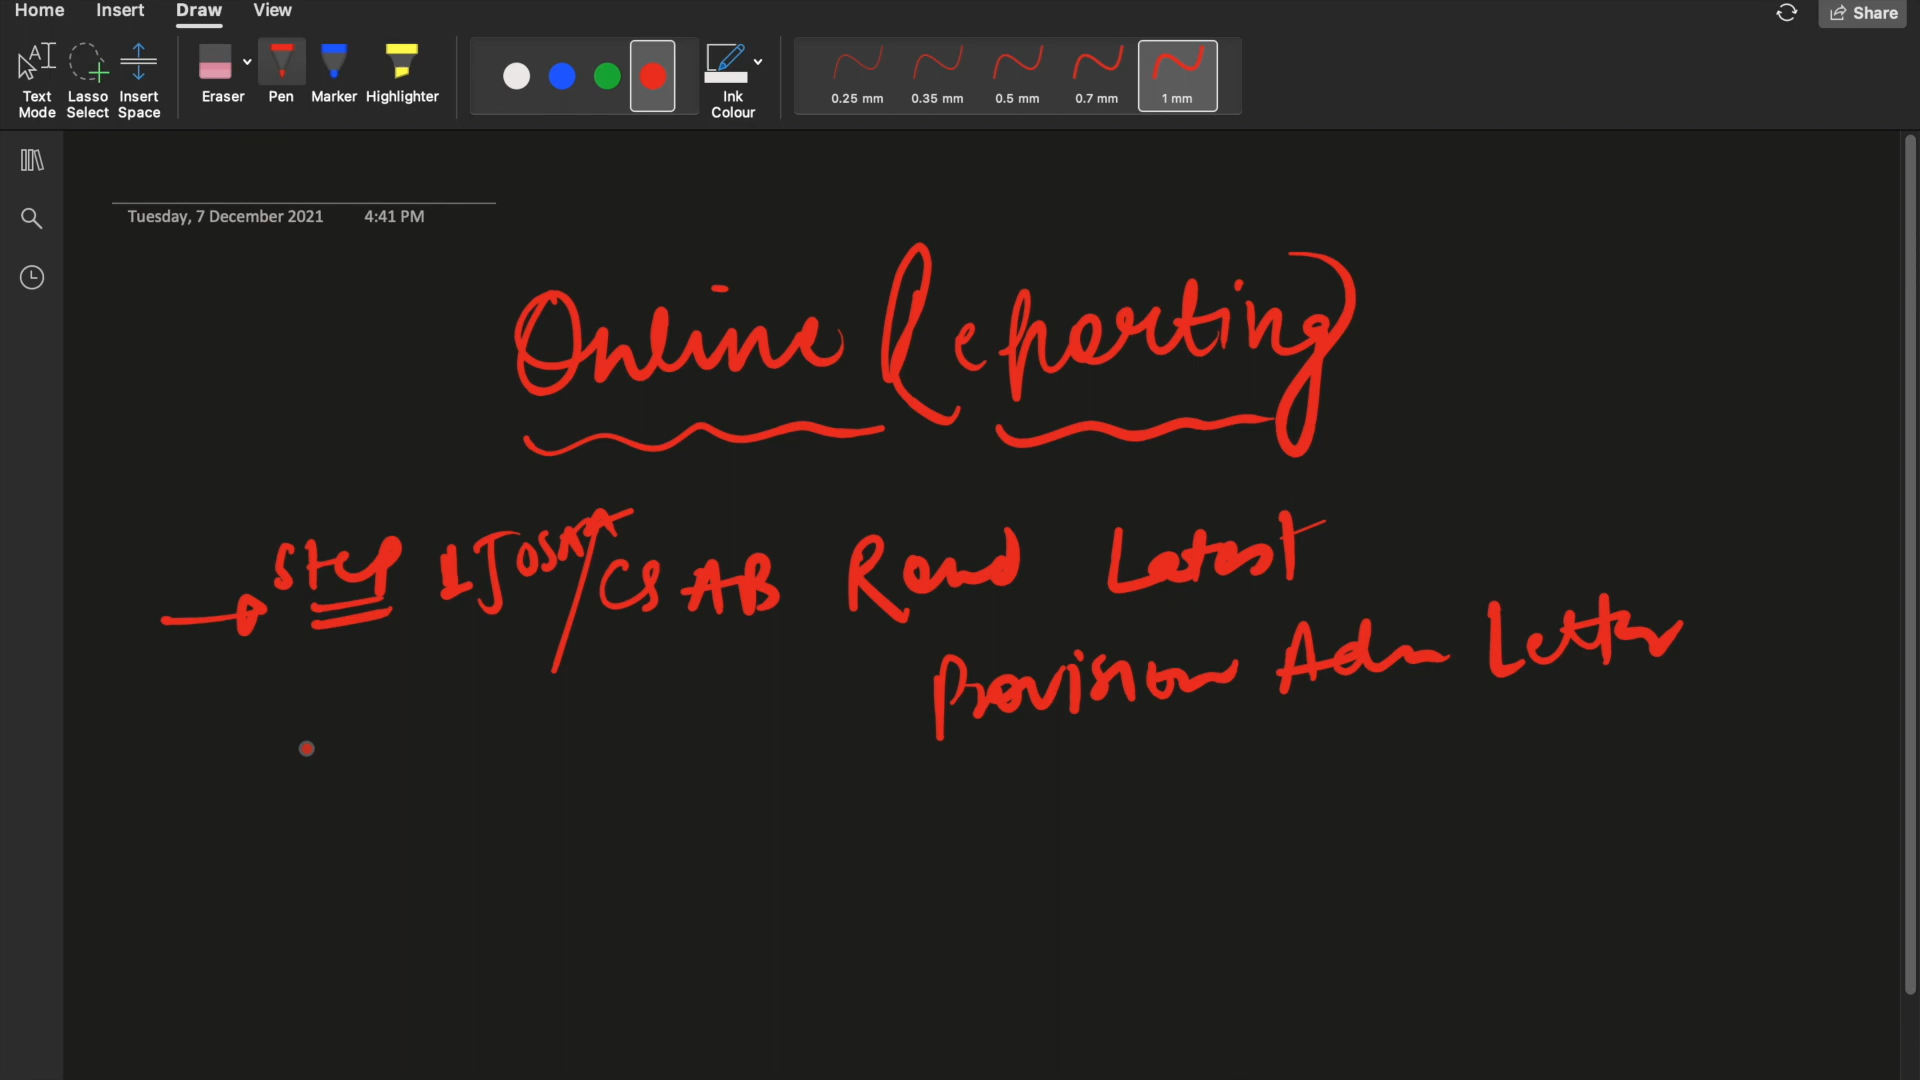 Home Insert Draw View
Share
Text Mode
Lasso Select
Insert Space
Eraser
Pen
Marker
Highlighter
Ink Colour
0.25 mm
0.35 mm
0.5 mm
0.7 mm
1 mm
Tuesday, 7 December 2021 4:41 PM
Online Reporting
Step 1 JOSAA/CSAB Read Latest
Provision Adm Letter